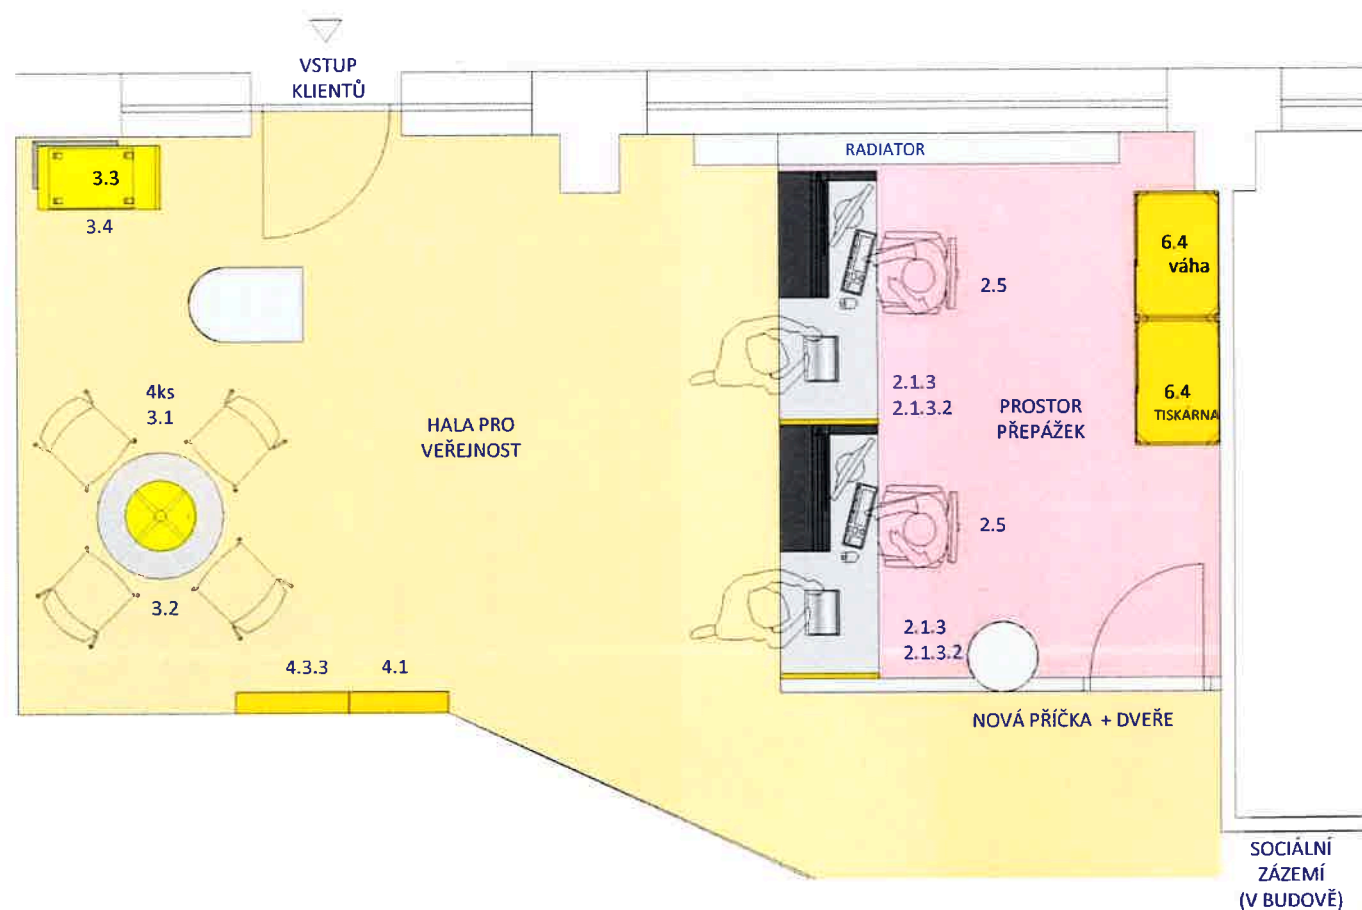 VSTUP
KLIENTŮ
RADIATOR
3.3
3.4
6.4
váha
2.5
4ks
3.1
2.1.3
2.1.3.2
PROSTOR
PŘEPÁŽEK
6.4
TISKÁRNA
HALA PRO
VEŘEJNOST
2.5
3.2
2.1.3
2.1.3.2
4.3.3
4.1
NOVÁ PŘÍČKA + DVEŘE
SOCIÁLNÍ
ZÁZEMÍ
(V BUDOVĚ)